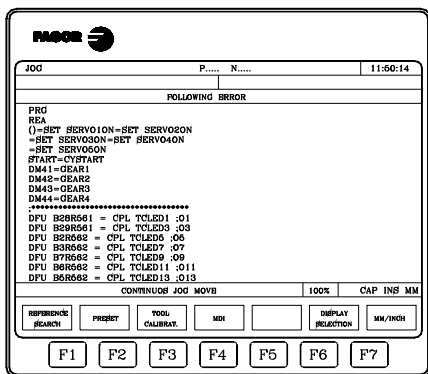 FAGOR
JOG P..... N..... 11:50:14
FOLLOWING ERROR
PRG
REA
()=SET SERVO1ON=SET SERVO2ON
=SET SERVO3ON=SET SERVO4ON
=SET SERVO5ON
START=CYSTART
DM41=GEAR1
DM42=GEAR2
DM43=GEAR3
DM44=GEAR4
;************************************
DFU B28R561 = CPL TCLED1 ;01
DFU B29R561 = CPL TCLED3 ;03
DFU B2R562 = CPL TCLED5 ;05
DFU B3R562 = CPL TCLED7 ;07
DFU B7R562 = CPL TCLED9 ;09
DFU B6R562 = CPL TCLED11 ;011
DFU B5R562 = CPL TCLED13 ;013
CONTINUOS JOG MOVE 100% CAP INS MM
REFERENCE SEARCH
PRESET
TOOL CALIBRAT.
MDI
DISPLAY SELECTION
MM/INCH
F1 F2 F3 F4 F5 F6 F7